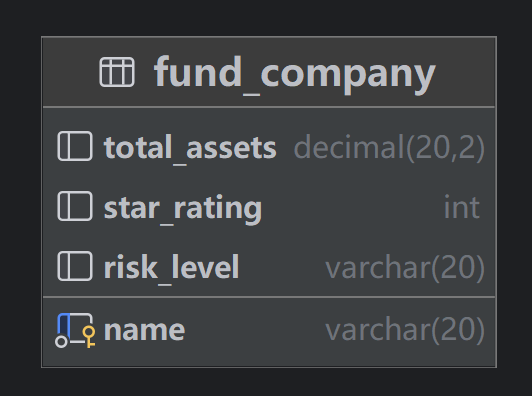 fund_company
total_assets decimal(20,2)
star_rating int
risk_level varchar(20)
name varchar(20)